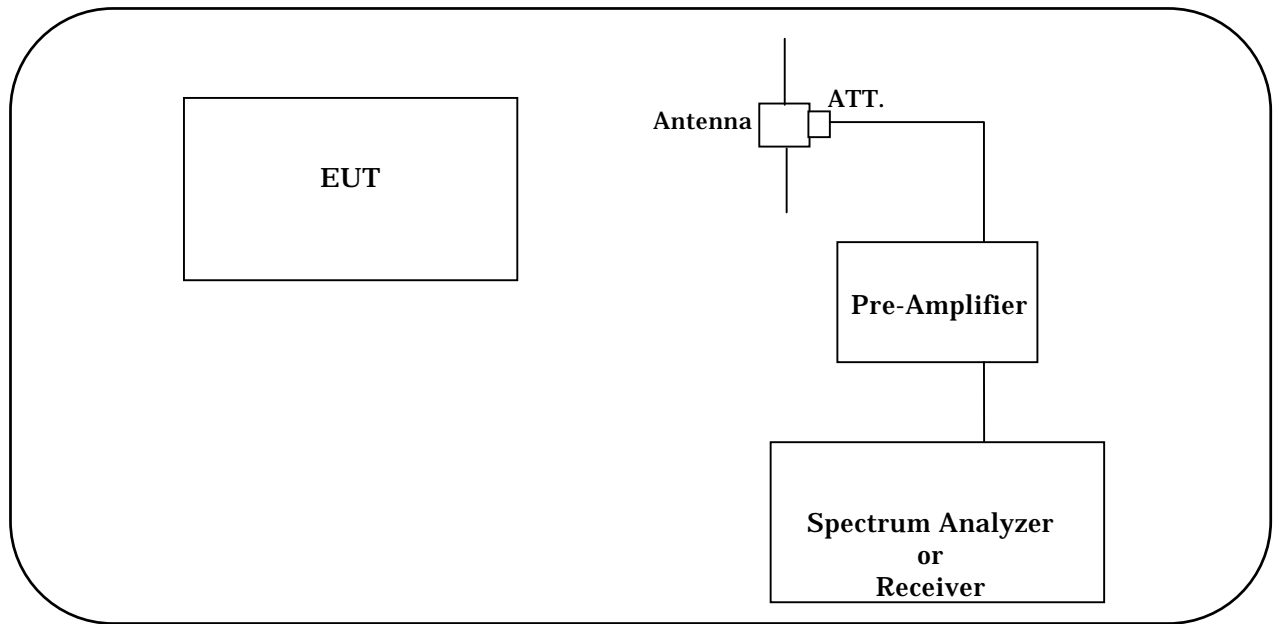 ATT.
Antenna
EUT
Pre-Amplifier
Spectrum Analyzer
or
Receiver